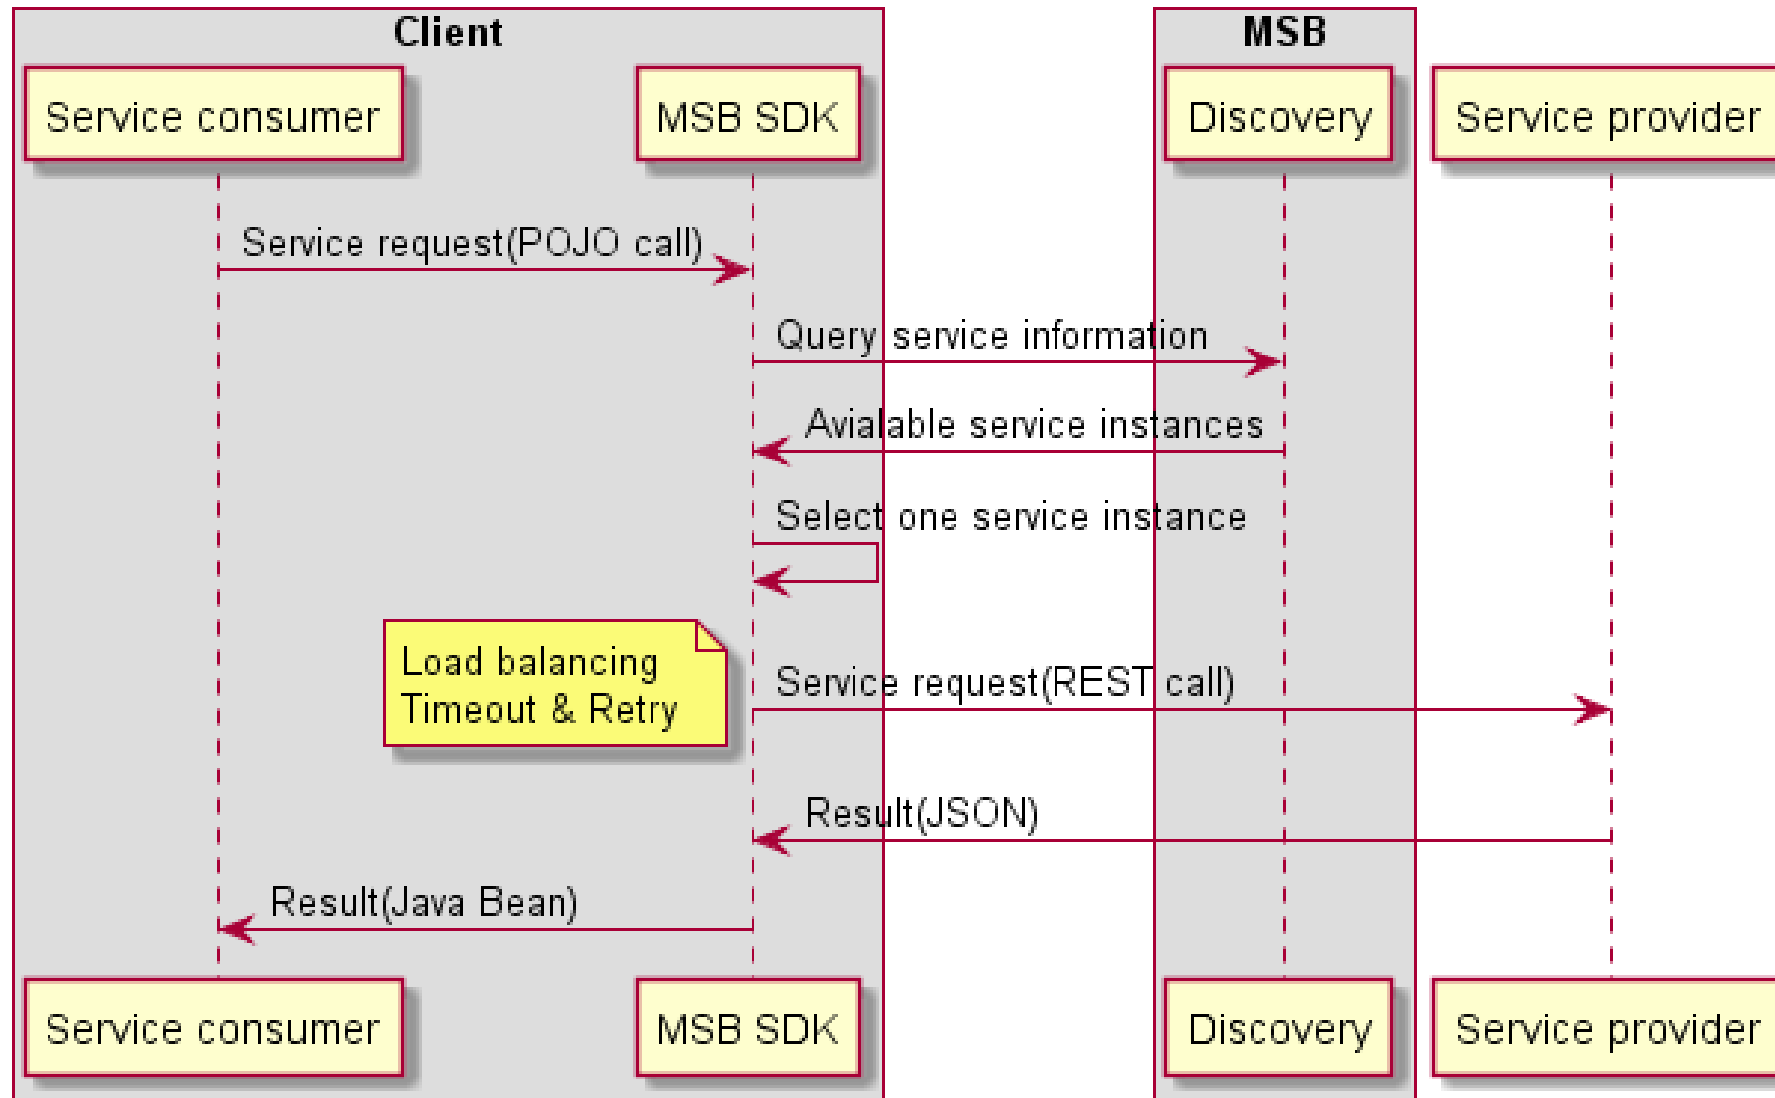 Client
MSB
Service consumer
MSB SDK
Discovery
Service provider
Service request(POJO call)
Query service information
Avialable service instances
Select one service instance
Load balancing
Timeout & Retry
Service request(REST call)
Result(JSON)
Result(Java Bean)
Service consumer
MSB SDK
Discovery
Service provider